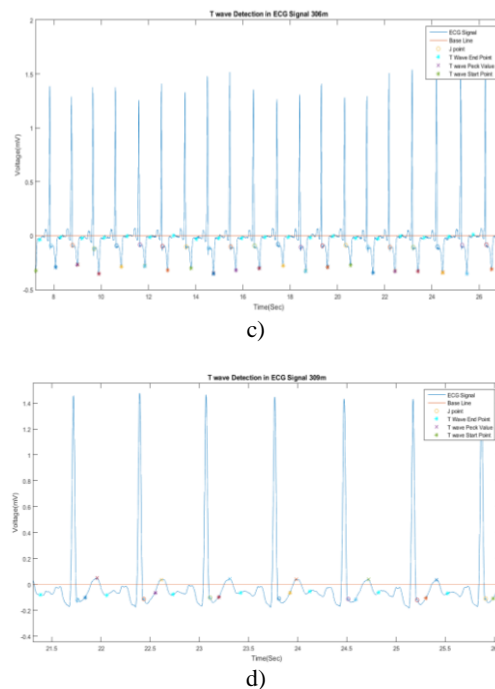 T wave Detection in ECG Signal 306m
ECG Signal
Base Line
J point
T Wave End Point
T wave Peck Value
T wave Start Point
Voltage(mV)
2
1.5
1
0.5
0
-0.5
8 10 12 14 16 18 20 22 24 26
Time(Sec)
c)
T wave Detection in ECG Signal 309m
ECG Signal
Base Line
J point
T Wave End Point
T wave Peck Value
T wave Start Point
Voltage(mV)
1.4
1.2
1
0.8
0.6
0.4
0.2
0
-0.2
-0.4
21.5 22 22.5 23 23.5 24 24.5 25 25.5 26
Time(Sec)
d)